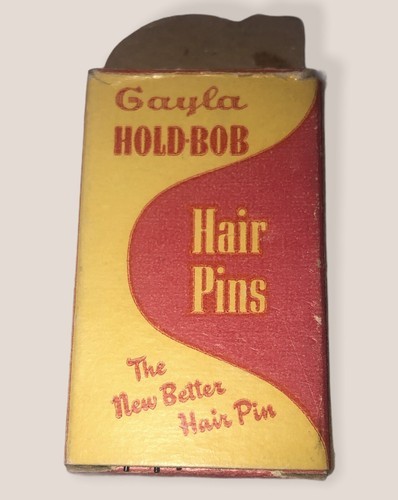 Gayla
HOLD-BOB
Hair
Pins
The
New Better
Hair Pin